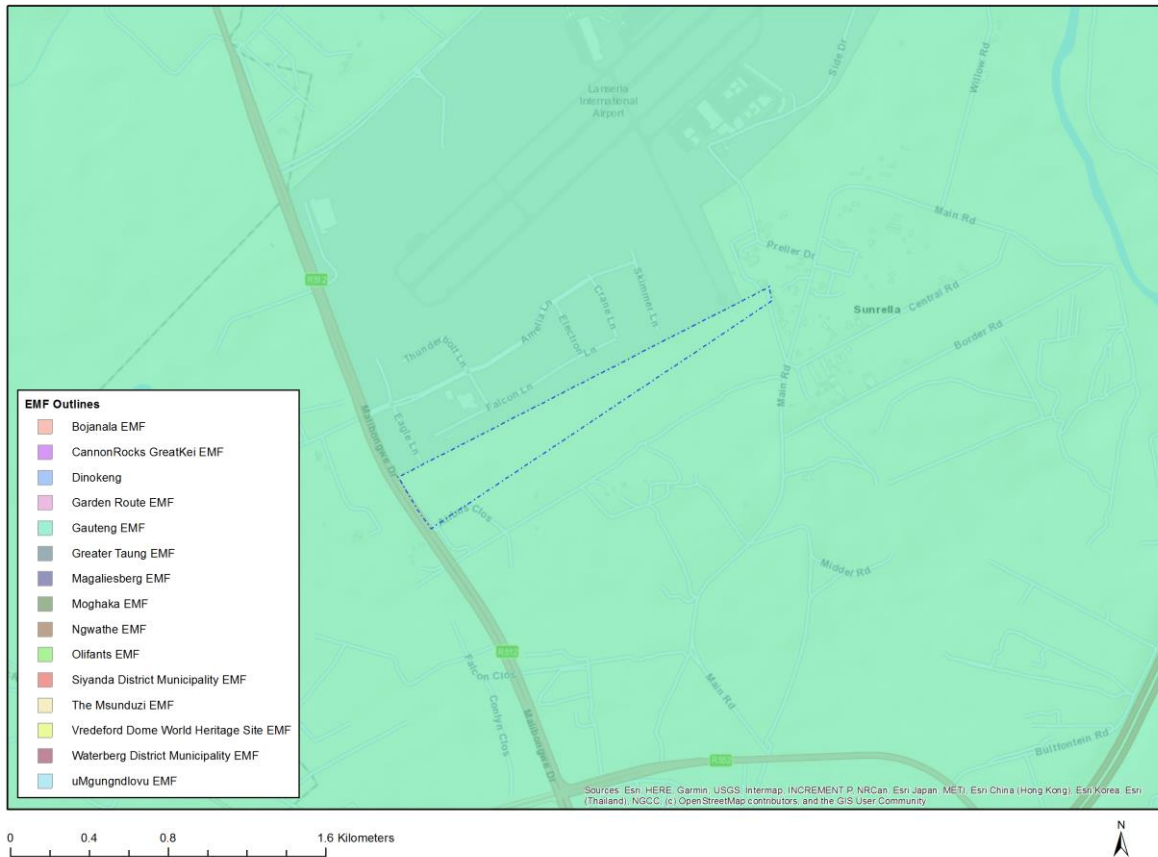 Lanseria
International
Airport
Side Dr
Willow Rd
Main Rd
Preller Dr
Sunrella
Central Rd
Border Rd
Skimmer Ln
Crane Ln
Electron Ln
Amelia Ln
Thunderbolt Ln
Falcon Ln
Eagle Ln
Malibongwe Dr
Main Rd
Middel Rd
R512
Falcon Clos
Conlyn Clos
Malibongwe Dr
Main Rd
Bultfontein Rd
EMF Outlines
Bojanala EMF
CannonRocks GreatKei EMF
Dinokeng
Garden Route EMF
Gauteng EMF
Greater Taung EMF
Magaliesberg EMF
Moghaka EMF
Ngwathe EMF
Olifants EMF
Siyanda District Municipality EMF
The Msunduzi EMF
Vredeford Dome World Heritage Site EMF
Waterberg District Municipality EMF
uMgungndlovu EMF
Sources: Esri, HERE, Garmin, USGS, Intermap, INCREMENT P, NRCan, Esri Japan, METI, Esri China (Hong Kong), Esri Korea, Esri
(Thailand), NGCC, (c) OpenStreetMap contributors, and the GIS User Community
0 0.4 0.8 1.6 Kilometers
N